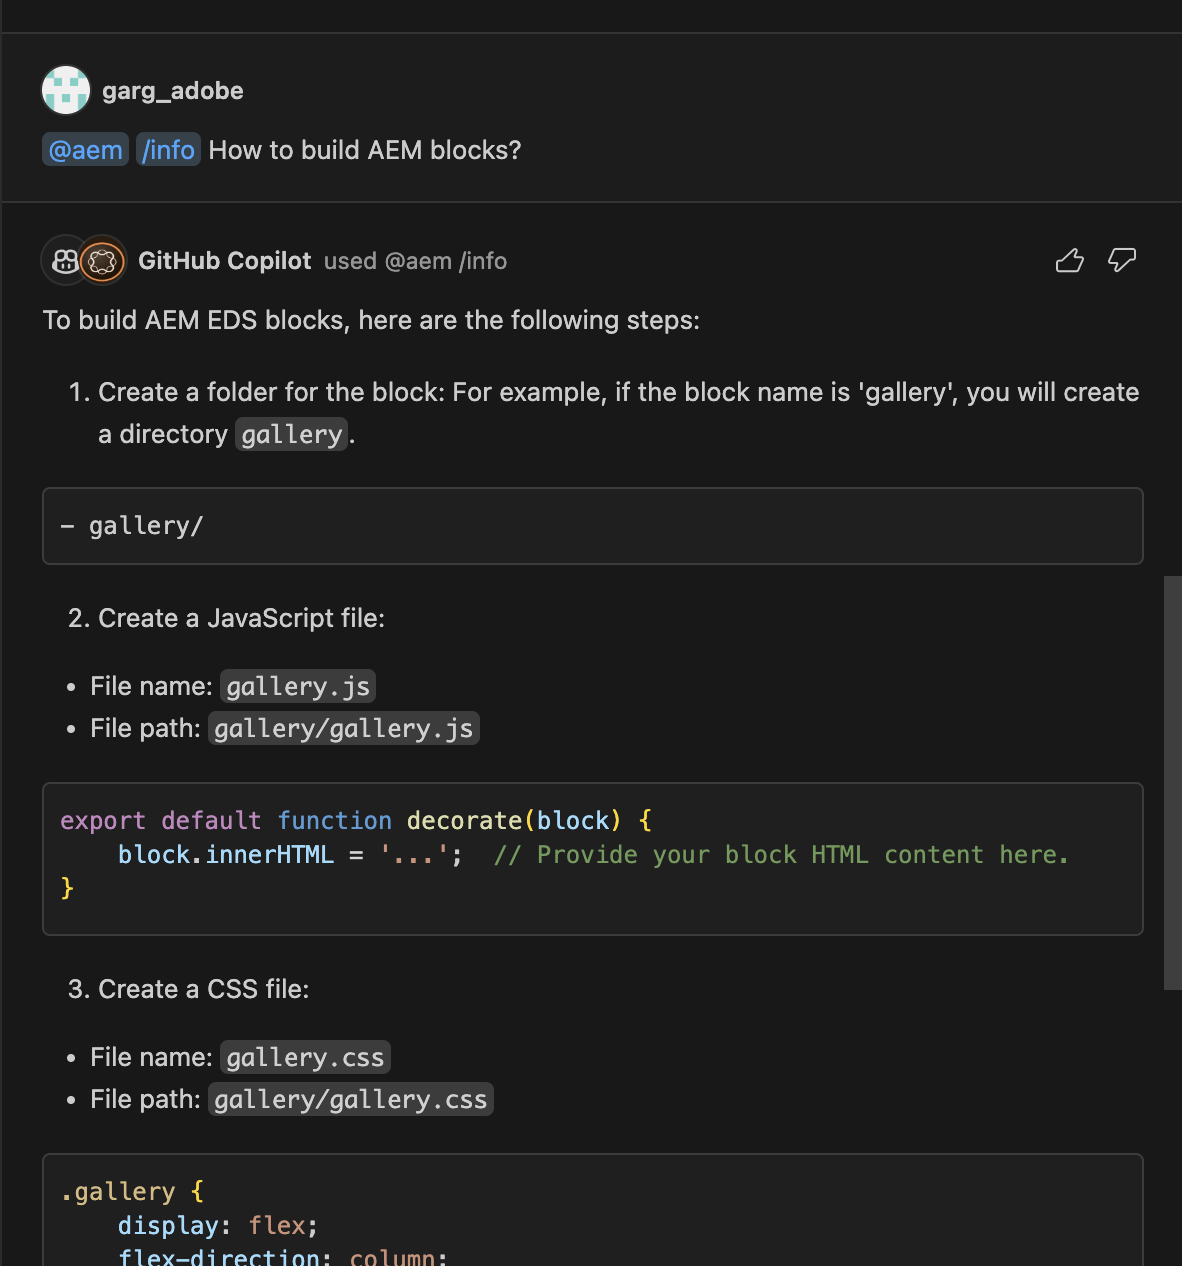 garg_adobe
@aem /info How to build AEM blocks?
GitHub Copilot used @aem /info
To build AEM EDS blocks, here are the following steps:
1. Create a folder for the block: For example, if the block name is 'gallery', you will create
a directory gallery.
- gallery/
2. Create a JavaScript file:
• File name: gallery.js
• File path: gallery/gallery.js
export default function decorate(block) {
    block.innerHTML = '...';  // Provide your block HTML content here.
}
3. Create a CSS file:
• File name: gallery.css
• File path: gallery/gallery.css
.gallery {
    display: flex;
    flex-direction: column;